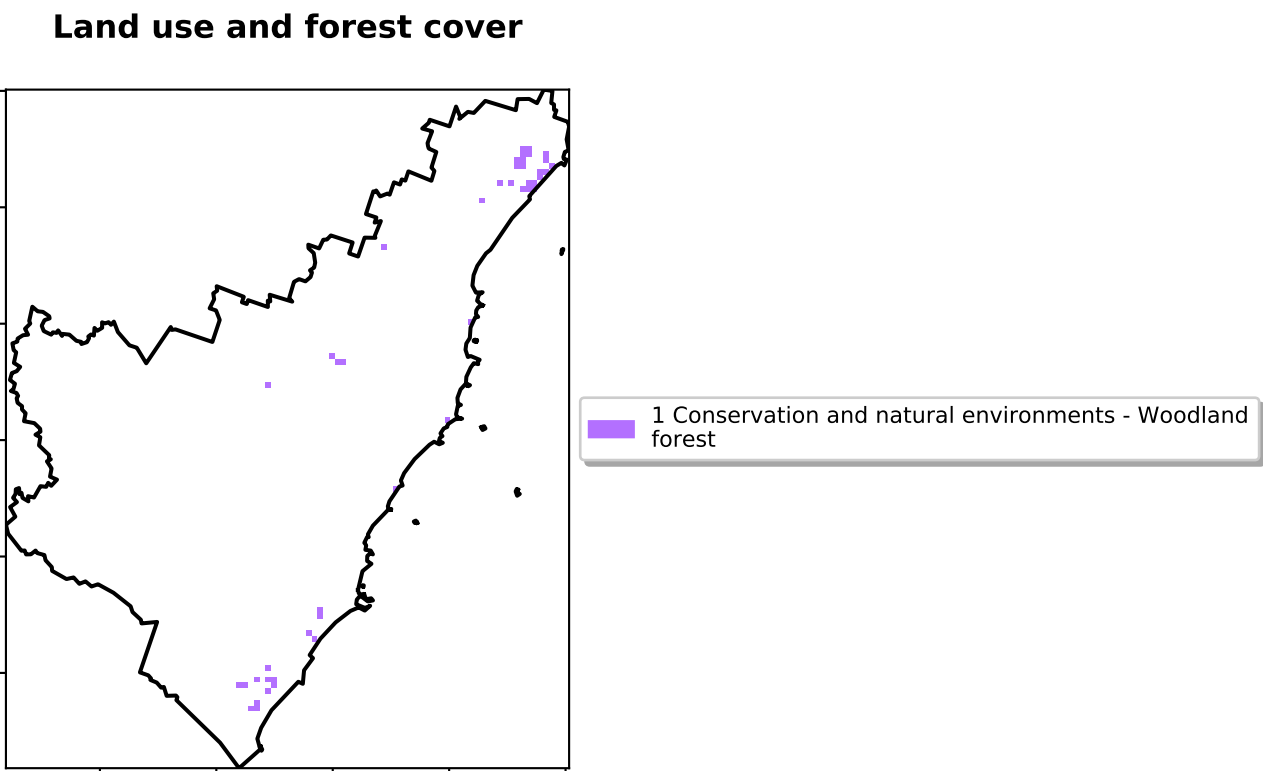 Land use and forest cover
1 Conservation and natural environments - Woodland
forest